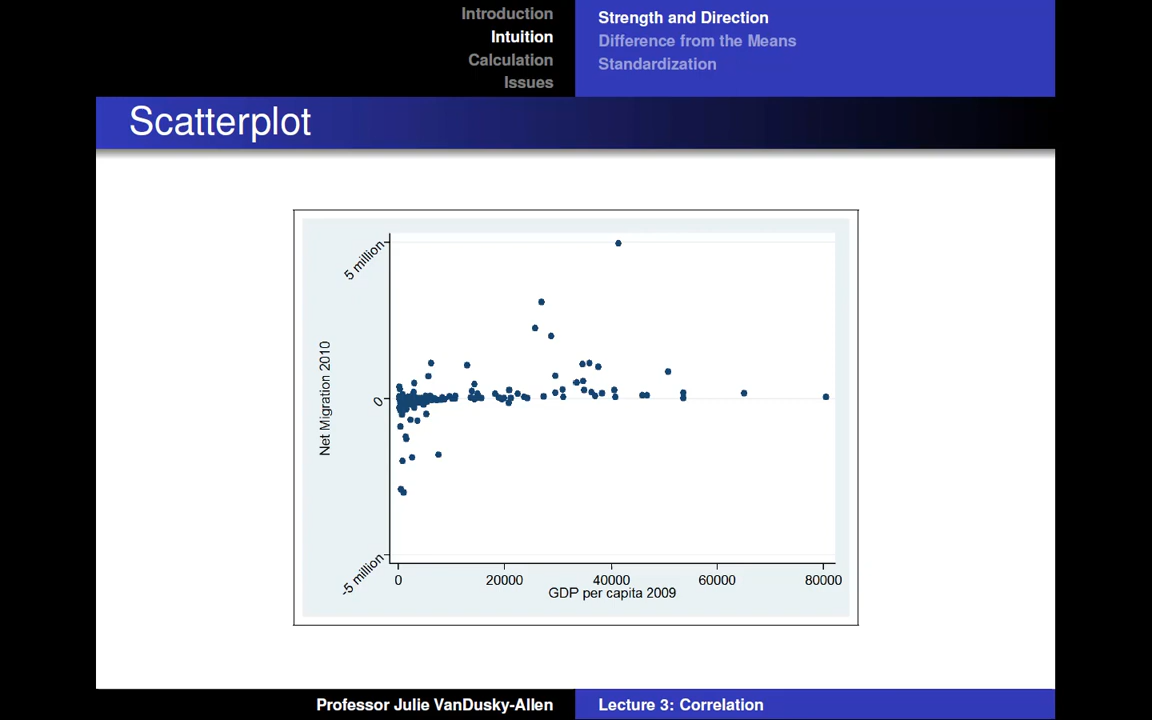 Introduction
Intuition
Calculation
Issues
Strength and Direction
Difference from the Means
Standardization
Scatterplot
5 million
0
-5 million
Net Migration 2010
0 20000 40000 60000 80000
GDP per capita 2009
Professor Julie VanDusky-Allen
Lecture 3: Correlation